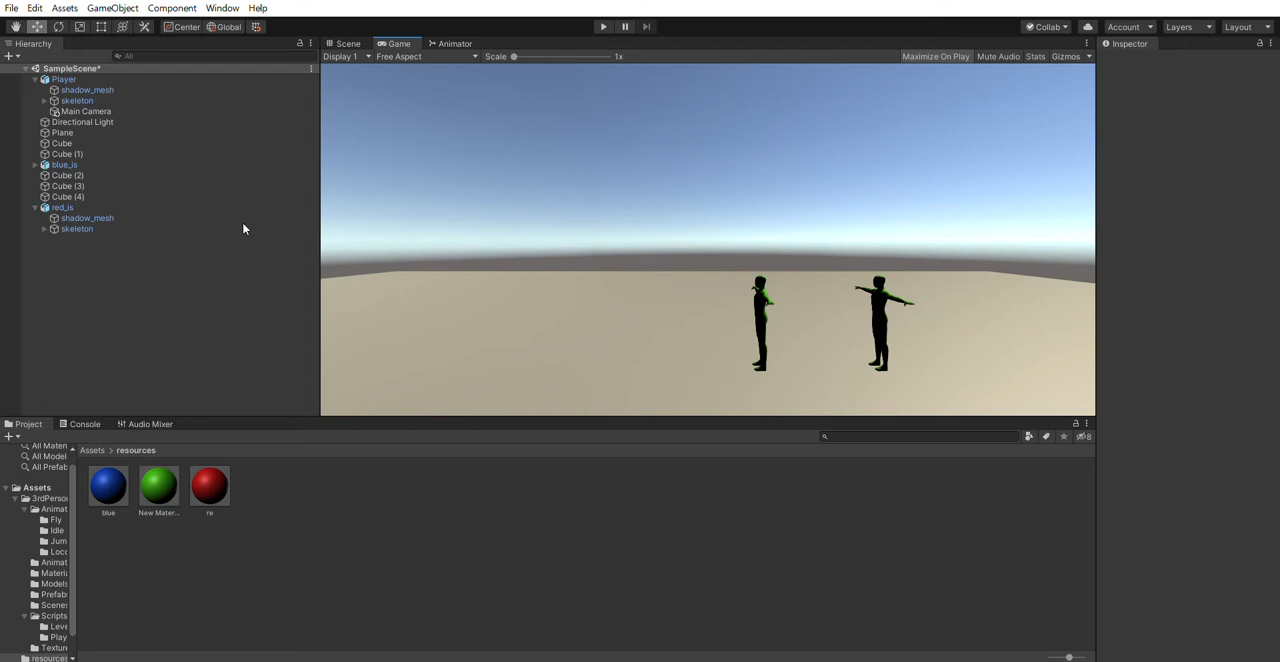 File Edit Assets GameObject Component Window Help
Center Global Collab Account Layers Layout
Hierarchy Scene Game Animator Inspector
All Display 1 Free Aspect Scale 1x Maximize On Play Mute Audio Stats Gizmos
SampleScene*
Player
shadow_mesh
skeleton
Main Camera
Directional Light
Plane
Cube
Cube (1)
blue_is
Cube (2)
Cube (3)
Cube (4)
red_is
shadow_mesh
skeleton
Project Console Audio Mixer
8
All Materi
All Model
All Prefab
Assets > resources
Assets
3rdPerso
Animat
Fly
Idle
Jum
Loco
Animat
Materia
Models
Prefab
Scenes
Scripts
Leve
Play
Texture
resources
blue New Mater... re